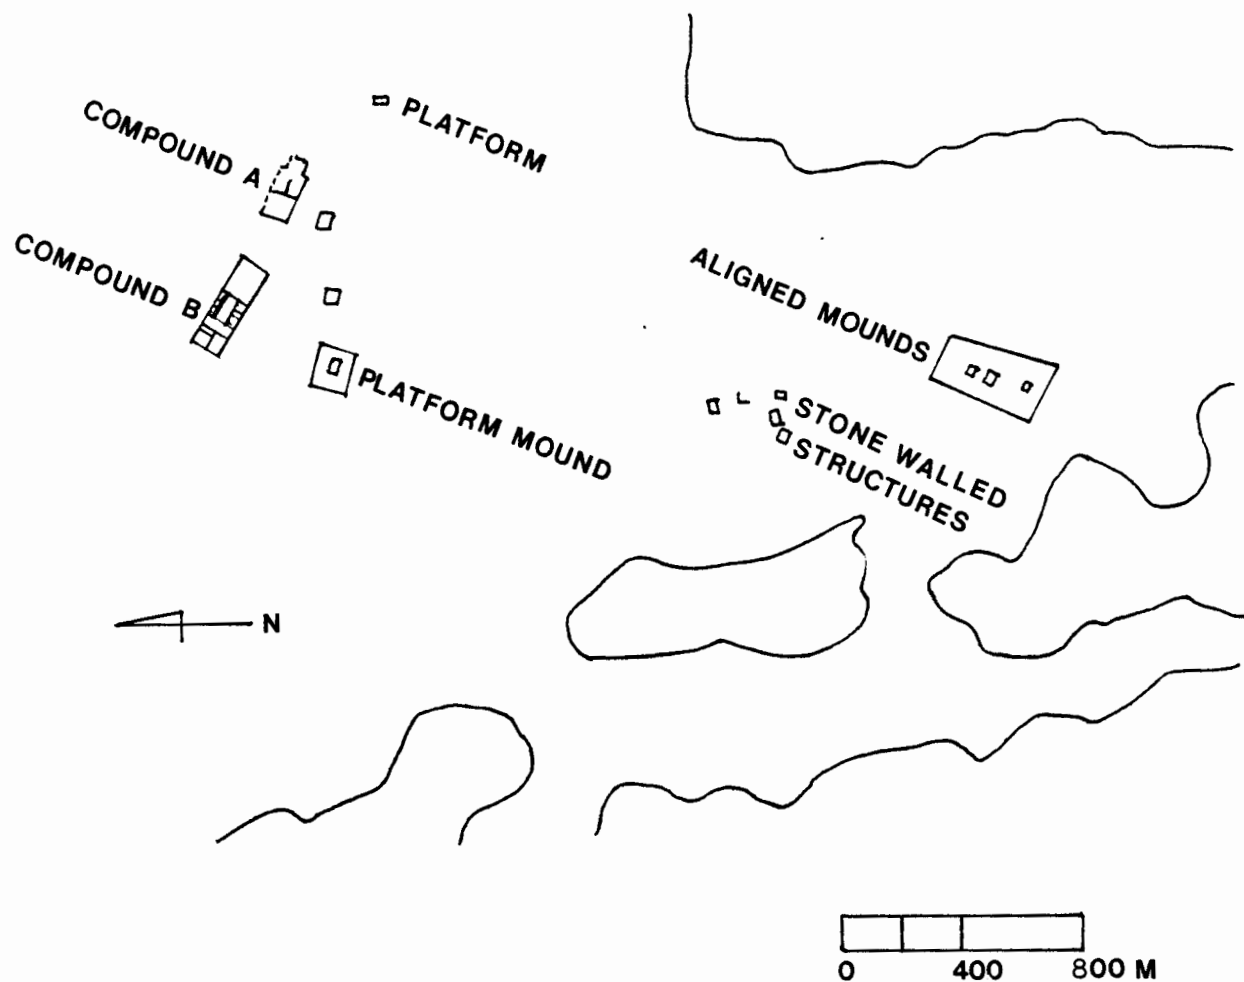 COMPOUND A
PLATFORM
COMPOUND B
ALIGNED MOUNDS
PLATFORM MOUND
STONE WALLED
STRUCTURES
N
0 400 800 M